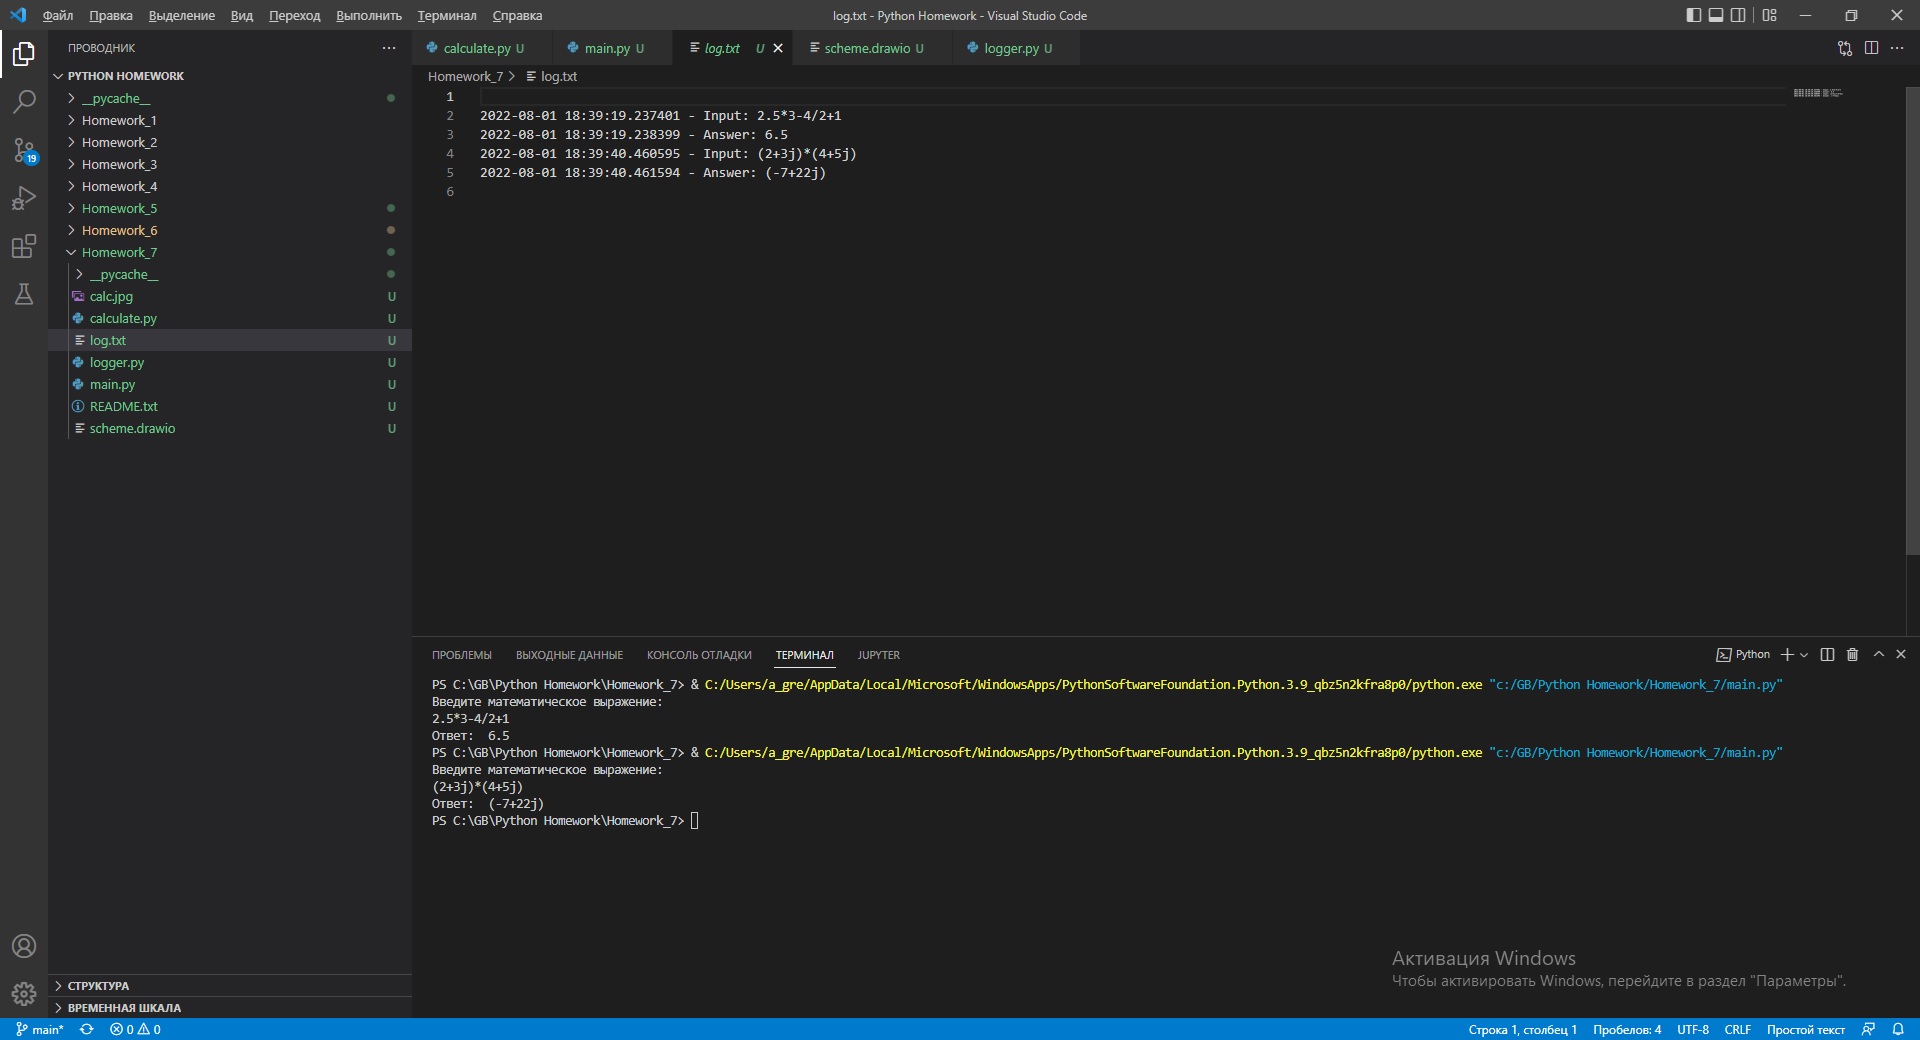 Файл Правка Выделение Вид Переход Выполнить Терминал Справка
log.txt - Python Homework - Visual Studio Code
ПРОВОДНИК
PYTHON HOMEWORK
__pycache__
Homework_1
Homework_2
Homework_3
Homework_4
Homework_5
Homework_6
Homework_7
__pycache__
calc.jpg U
calculate.py U
log.txt U
logger.py U
main.py U
README.txt U
scheme.drawio U
СТРУКТУРА
ВРЕМЕННАЯ ШКАЛА
19
calculate.py U main.py U log.txt U scheme.drawio U logger.py U
Homework_7 > log.txt
1
2 2022-08-01 18:39:19.237401 - Input: 2.5*3-4/2+1
3 2022-08-01 18:39:19.238399 - Answer: 6.5
4 2022-08-01 18:39:40.460595 - Input: (2+3j)*(4+5j)
5 2022-08-01 18:39:40.461594 - Answer: (-7+22j)
6
ПРОБЛЕМЫ ВЫХОДНЫЕ ДАННЫЕ КОНСОЛЬ ОТЛАДКИ ТЕРМИНАЛ JUPYTER
Python
PS C:\GB\Python Homework\Homework_7> & C:/Users/a_gre/AppData/Local/Microsoft/WindowsApps/PythonSoftwareFoundation.Python.3.9_qbz5n2kfra8p0/python.exe "c:/GB/Python Homework/Homework_7/main.py"
Введите математическое выражение:
2.5*3-4/2+1
Ответ:  6.5
PS C:\GB\Python Homework\Homework_7> & C:/Users/a_gre/AppData/Local/Microsoft/WindowsApps/PythonSoftwareFoundation.Python.3.9_qbz5n2kfra8p0/python.exe "c:/GB/Python Homework/Homework_7/main.py"
Введите математическое выражение:
(2+3j)*(4+5j)
Ответ:  (-7+22j)
PS C:\GB\Python Homework\Homework_7>
Активация Windows
Чтобы активировать Windows, перейдите в раздел "Параметры".
main* 0 0
Строка 1, столбец 1 Пробелов: 4 UTF-8 CRLF Простой текст